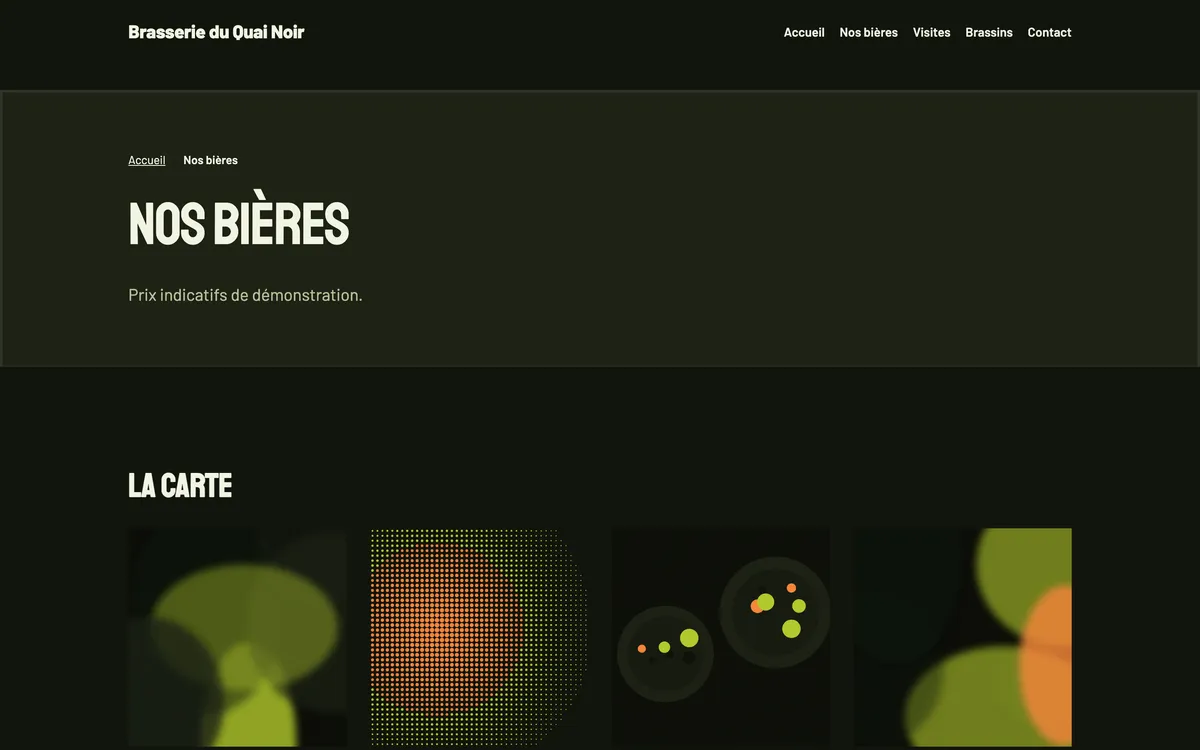 Brasserie du Quai Noir
Accueil Nos bières Visites Brassins Contact
Accueil Nos bières
NOS BIÈRES
Prix indicatifs de démonstration.
LA CARTE